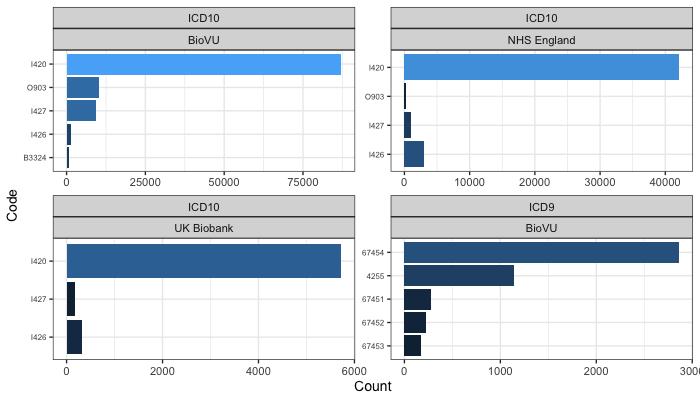 ICD10
BioVU
I420
O903
I427
I426
B3324
0 25000 50000 75000
ICD10
NHS England
I420
O903
I427
I426
0 10000 20000 30000 40000
Code
ICD10
UK Biobank
I420
I427
I426
0 2000 4000 6000
ICD9
BioVU
67454
4255
67451
67452
67453
0 1000 2000 3000
Count